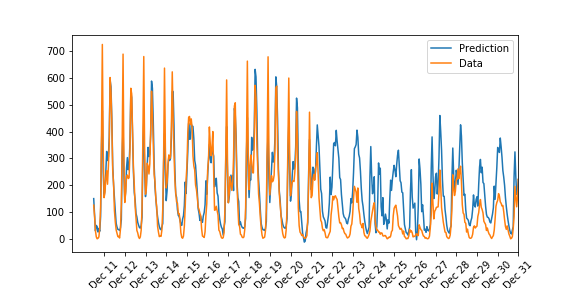 Prediction
Data
700
600
500
400
300
200
100
0
Dec 11
Dec 12
Dec 13
Dec 14
Dec 15
Dec 16
Dec 17
Dec 18
Dec 19
Dec 20
Dec 21
Dec 22
Dec 23
Dec 24
Dec 25
Dec 26
Dec 27
Dec 28
Dec 29
Dec 30
Dec 31